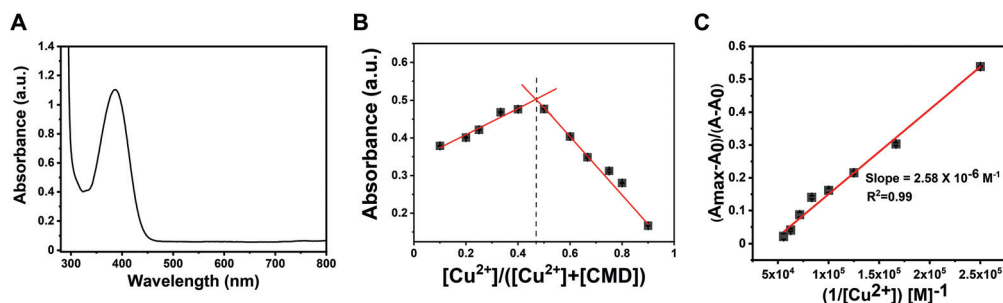 A
Absorbance (a.u.)
1.4
1.2
1
0.8
0.6
0.4
0.2
0
300 400 500 600 700 800
Wavelength (nm)
B
Absorbance (a.u.)
0.6
0.5
0.3
0.2
0 0.2 0.4 0.6 0.8 1
[Cu²⁺]/([Cu²⁺]+[CMD])
C
(Amax-A₀)/(A-A₀)
0.6
0.5
0.4
0.3
0.2
0.1
0
Slope = 2.58 X 10⁻⁶ M⁻¹
R²=0.99
5x10⁴ 1x10⁵ 2x10⁵ 2x10⁵ 2.5x10⁵
(1/[Cu²⁺]) [M]⁻¹